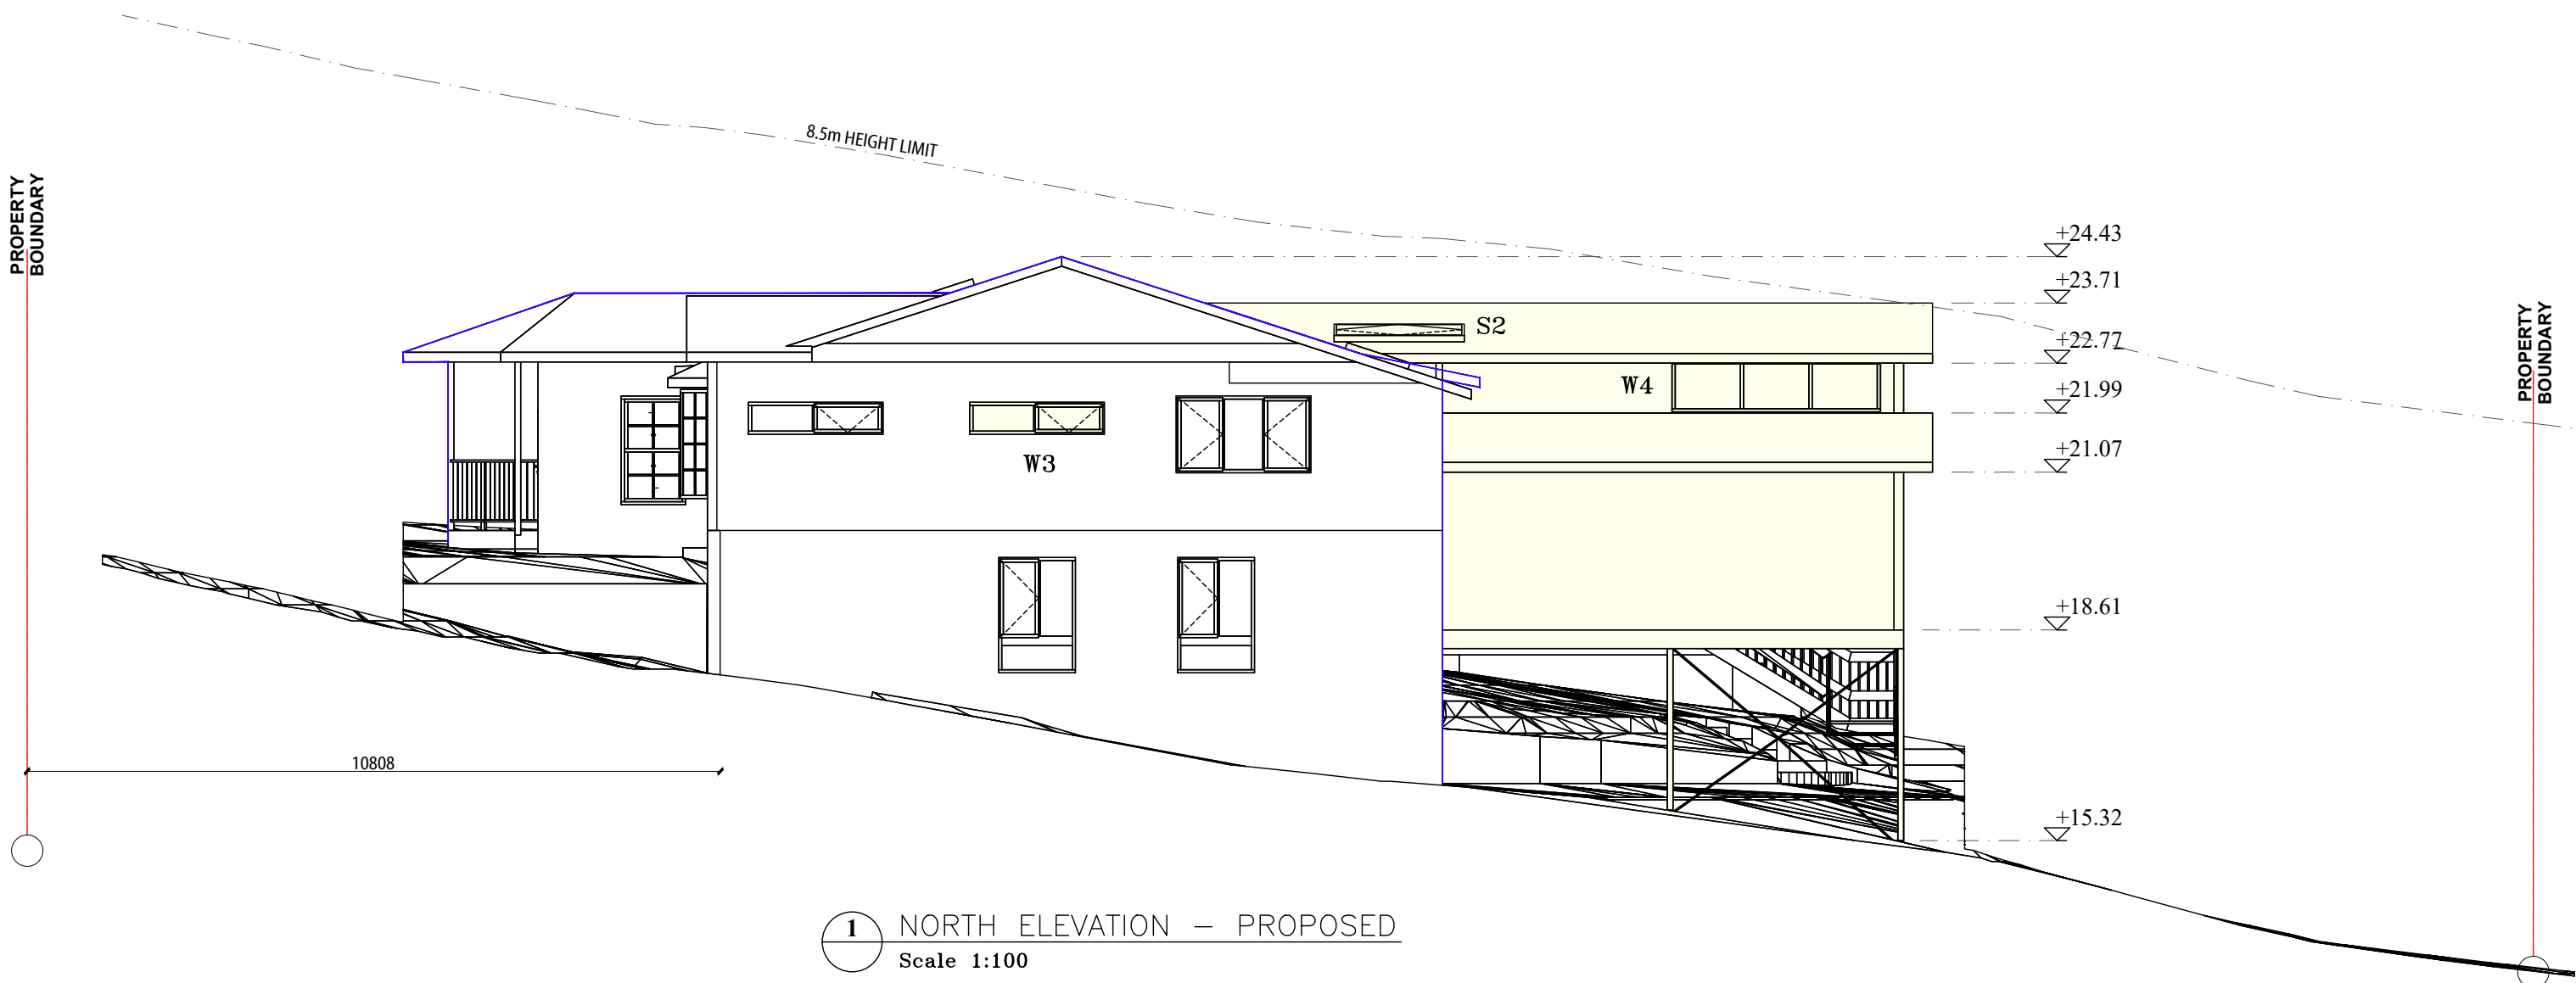 8.5m HEIGHT LIMIT
PROPERTY
BOUNDARY
+24.43
+23.71
S2
+22.77
W4
+21.99
PROPERTY
BOUNDARY
W3
+21.07
+18.61
10808
+15.32
1
NORTH ELEVATION – PROPOSED
Scale 1:100